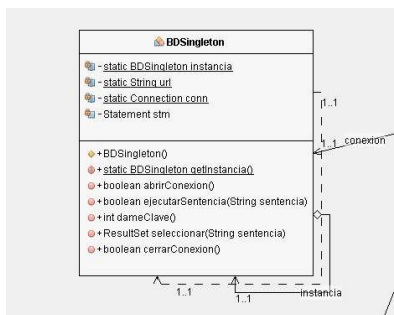 BDSingleton
- static BDSingleton instancia
- static String url
- static Connection conn
- Statement stm
+ BDSingleton()
+ static BDSingleton getInstancia()
+ boolean abrirConexion()
+ boolean ejecutarSentencia(String sentencia)
+ int dameClave()
+ ResultSet seleccionar(String sentencia)
+ boolean cerrarConexion()
1..1
1..1 conexion
1..1
1..1
instancia